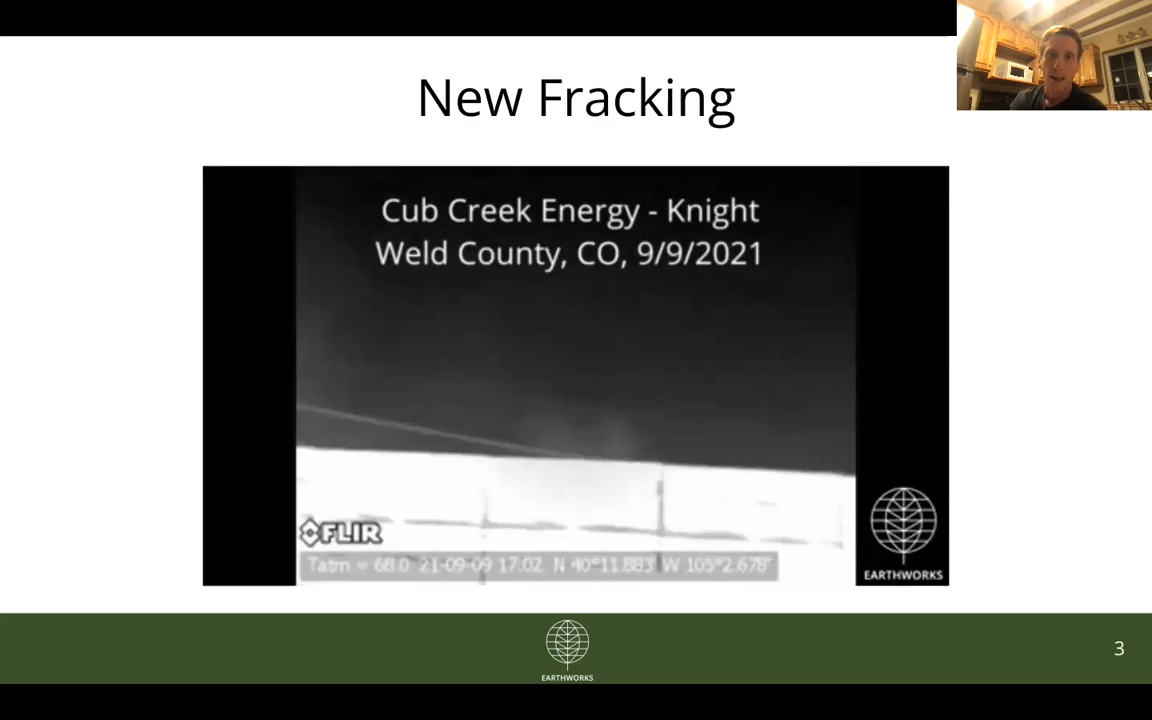 New Fracking
Cub Creek Energy - Knight
Weld County, CO, 9/9/2021
FLIR
Tatm = 68.0 21-09-09 17:02 N 40°11.883' W 105°2.678'
EARTHWORKS
EARTHWORKS
3